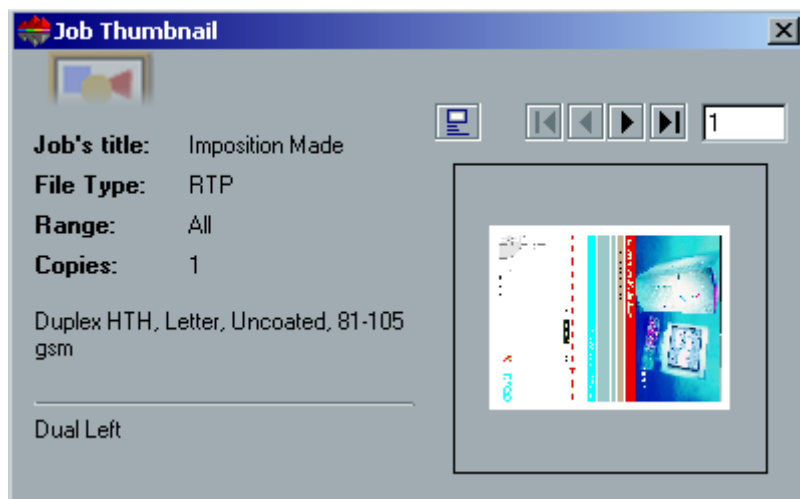 Job Thumbnail
Job's title: Imposition Made
File Type: RTP
Range: All
Copies: 1
Duplex HTH, Letter, Uncoated, 81-105
gsm
Dual Left
1